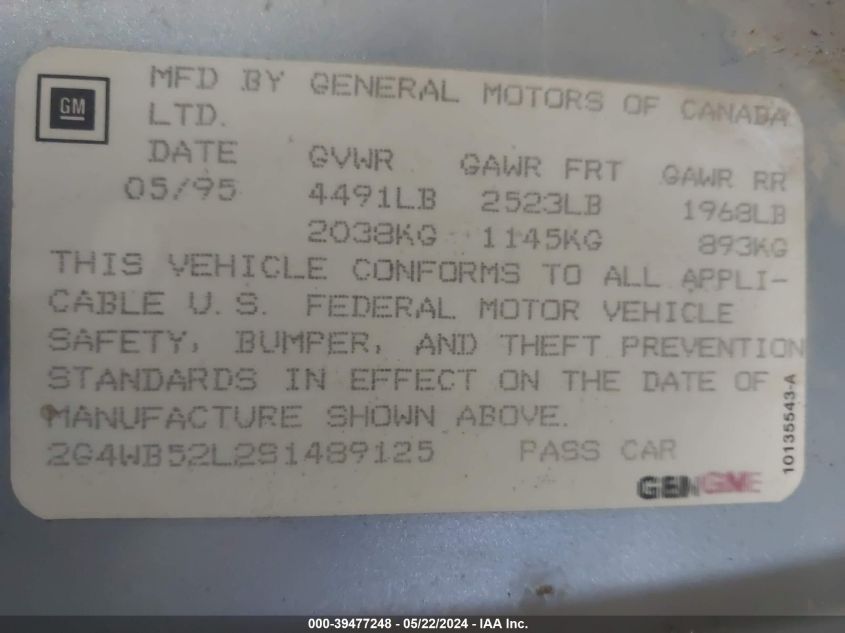 GM
MFD BY GENERAL MOTORS OF CANADA
LTD.
DATE GVWR GAWR FRT GAWR RR
05/95 4491LB 2523LB 1968LB
2038KG 1145KG 893KG
THIS VEHICLE CONFORMS TO ALL APPLI-
CABLE U.S. FEDERAL MOTOR VEHICLE
SAFETY, BUMPER, AND THEFT PREVENTION
STANDARDS IN EFFECT ON THE DATE OF
MANUFACTURE SHOWN ABOVE.
2G4WB52L2S1489125 PASS CAR
10135543-A
000-39477248 - 05/22/2024 - IAA Inc.